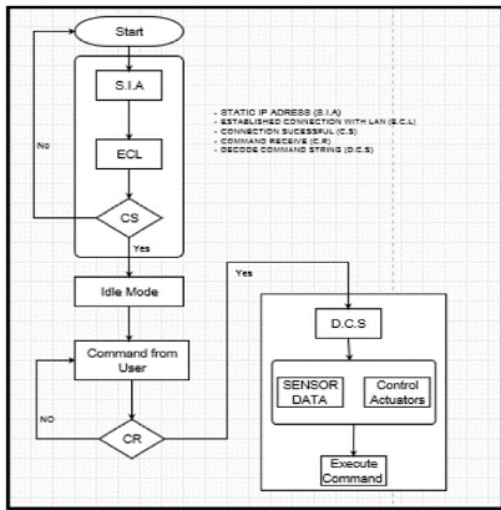 Start
S.I.A
- STATIC IP ADRESS (S.I.A)
- ESTABLISHED CONNECTION WITH LAN (E.C.L)
- CONNECTION SUCESSFUL (C.S)
- COMMAND RECEIVE (C.R)
- DECODE COMMAND STRING (D.C.S)
No
ECL
CS
Yes
Idle Mode
Command from
User
NO
CR
Yes
D.C.S
SENSOR
DATA
Control
Actuators
Execute
Command